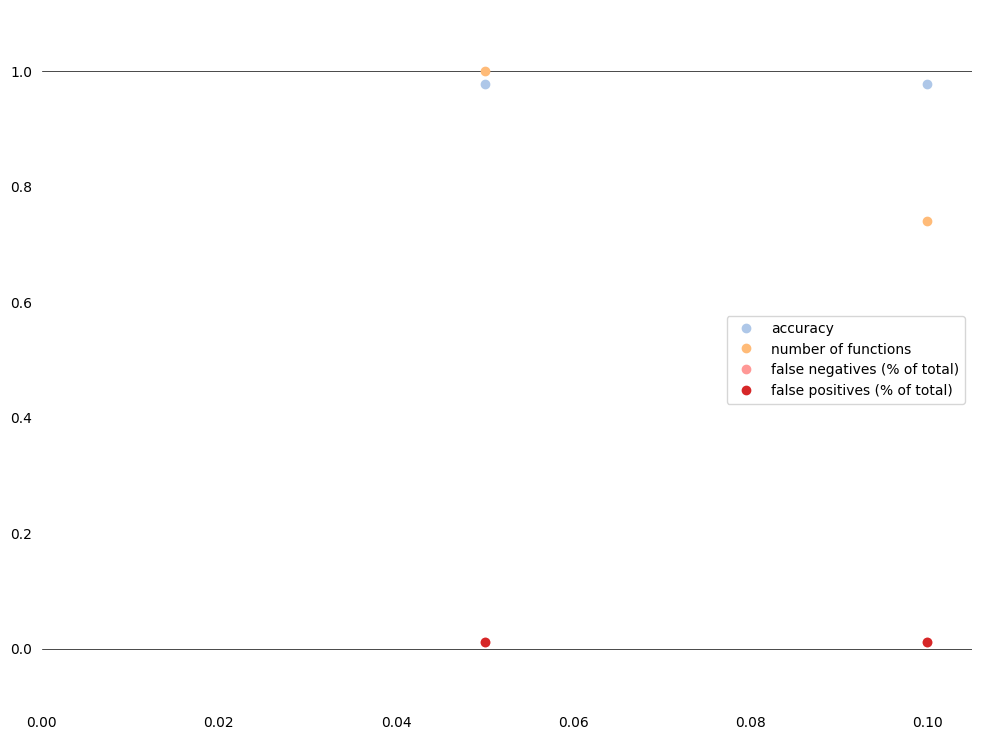 1.0
0.8
0.6
accuracy
number of functions
false negatives (% of total)
false positives (% of total)
0.4
0.2
0.0
0.00 0.02 0.04 0.06 0.08 0.10